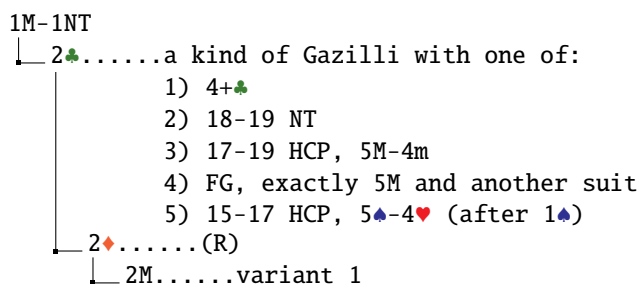 1M-1NT
2♣......a kind of Gazilli with one of:
1) 4+♣
2) 18-19 NT
3) 17-19 HCP, 5M-4m
4) FG, exactly 5M and another suit
5) 15-17 HCP, 5♠-4♥ (after 1♠)
2♦......(R)
2M......variant 1